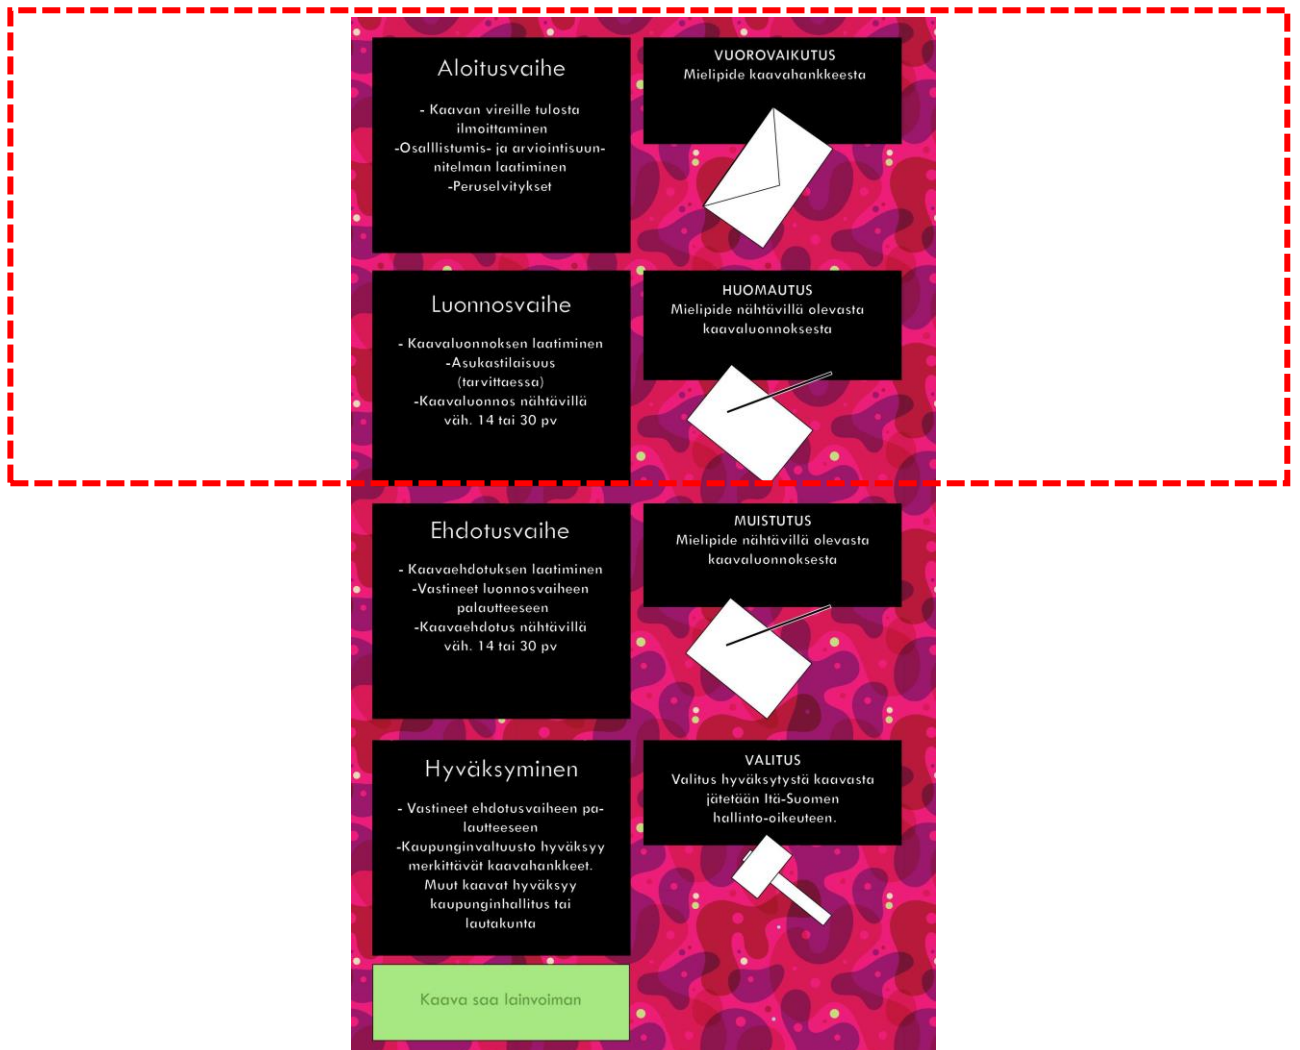 Aloitusvaihe
- Kaavan vireille tulosta
ilmoittaminen
-Osalllistumis- ja arviointisuun-
nitelman laatiminen
-Peruselvitykset
VUOROVAIKUTUS
Mielipide kaavahankkeesta
Luonnosvaihe
- Kaavaluonnoksen laatiminen
-Asukastilaisuus
(tarvittaessa)
-Kaavaluonnos nähtävillä
väh. 14 tai 30 pv
HUOMAUTUS
Mielipide nähtävillä olevasta
kaavaluonnoksesta
Ehdotusvaihe
- Kaavaehdotuksen laatiminen
-Vastineet luonnosvaiheen
palautteeseen
-Kaavaehdotus nähtävillä
väh. 14 tai 30 pv
MUISTUTUS
Mielipide nähtävillä olevasta
kaavaluonnoksesta
Hyväksyminen
- Vastineet ehdotusvaiheen pa-
lautteeseen
-Kaupunginvaltuusto hyväksyy
merkittävät kaavahankkeet.
Muut kaavat hyväksyy
kaupunginhallitus tai
lautakunta
VALITUS
Valitus hyväksytystä kaavasta
jätetään Itä-Suomen
hallinto-oikeuteen.
Kaava saa lainvoiman